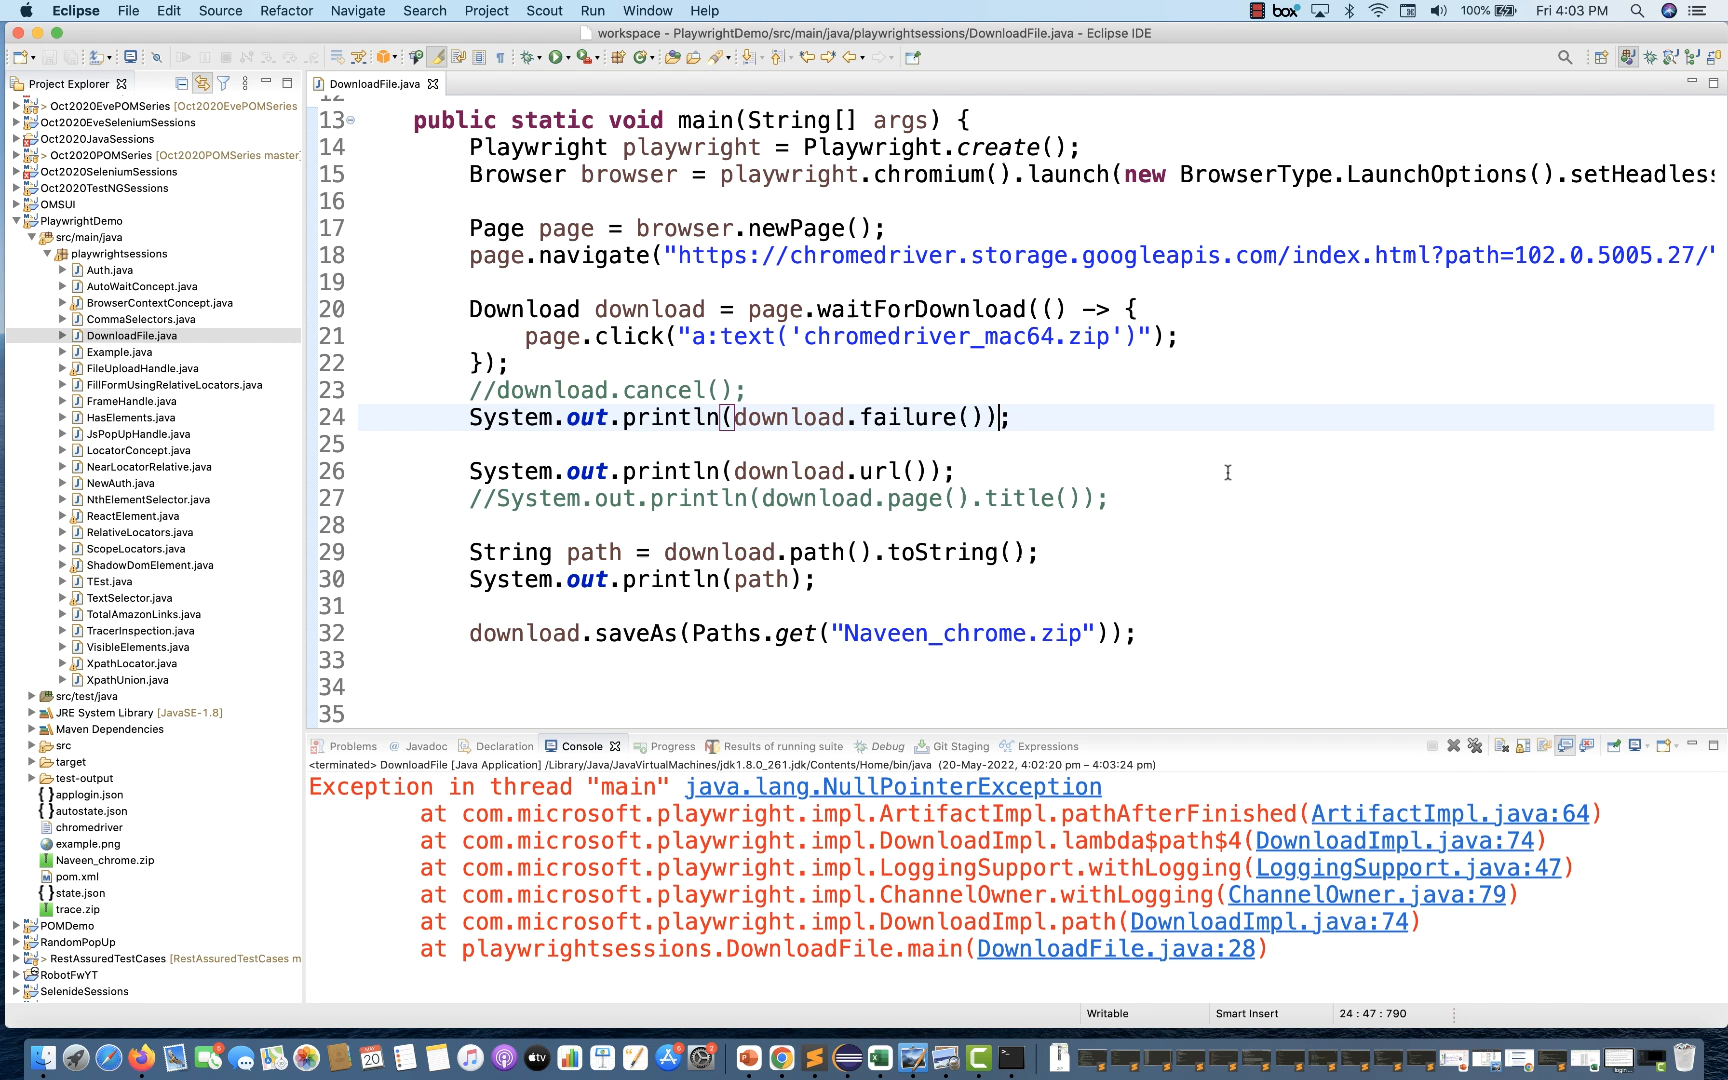 Eclipse File Edit Source Refactor Navigate Search Project Scout Run Window Help
box 100% Fri 4:03 PM
workspace - PlaywrightDemo/src/main/java/playwrightsessions/DownloadFile.java - Eclipse IDE
Project Explorer
DownloadFile.java
> Oct2020EvePOMSeries [Oct2020EvePOMSeries
Oct2020EveSeleniumSessions
Oct2020JavaSessions
> Oct2020POMSeries [Oct2020POMSeries master]
Oct2020SeleniumSessions
Oct2020TestNGSessions
OMSUI
PlaywrightDemo
src/main/java
playwrightsessions
Auth.java
AutoWaitConcept.java
BrowserContextConcept.java
CommaSelectors.java
DownloadFile.java
Example.java
FileUploadHandle.java
FillFormUsingRelativeLocators.java
FrameHandle.java
HasElements.java
JsPopUpHandle.java
LocatorConcept.java
NearLocatorRelative.java
NewAuth.java
NthElementSelector.java
ReactElement.java
RelativeLocators.java
ScopeLocators.java
ShadowDomElement.java
TEst.java
TextSelector.java
TotalAmazonLinks.java
TracerInspection.java
VisibleElements.java
XpathLocator.java
XpathUnion.java
src/test/java
JRE System Library [JavaSE-1.8]
Maven Dependencies
src
target
test-output
applogin.json
autostate.json
chromedriver
example.png
Naveen_chrome.zip
pom.xml
state.json
trace.zip
POMDemo
RandomPopUp
> RestAssuredTestCases [RestAssuredTestCases m
RobotFwYT
SelenideSessions
12
13 public static void main(String[] args) {
14 Playwright playwright = Playwright.create();
15 Browser browser = playwright.chromium().launch(new BrowserType.LaunchOptions().setHeadless
16
17 Page page = browser.newPage();
18 page.navigate("https://chromedriver.storage.googleapis.com/index.html?path=102.0.5005.27/"
19
20 Download download = page.waitForDownload(() -> {
21 page.click("a:text('chromedriver_mac64.zip')");
22 });
23 //download.cancel();
24 System.out.println(download.failure());
25
26 System.out.println(download.url());
27 //System.out.println(download.page().title());
28
29 String path = download.path().toString();
30 System.out.println(path);
31
32 download.saveAs(Paths.get("Naveen_chrome.zip"));
33
34
35
Problems Javadoc Declaration Console Progress Results of running suite Debug Git Staging Expressions
<terminated> DownloadFile [Java Application] /Library/Java/JavaVirtualMachines/jdk1.8.0_261.jdk/Contents/Home/bin/java (20-May-2022, 4:02:20 pm – 4:03:24 pm)
Exception in thread "main" java.lang.NullPointerException
at com.microsoft.playwright.impl.ArtifactImpl.pathAfterFinished(ArtifactImpl.java:64)
at com.microsoft.playwright.impl.DownloadImpl.lambda$path$4(DownloadImpl.java:74)
at com.microsoft.playwright.impl.LoggingSupport.withLogging(LoggingSupport.java:47)
at com.microsoft.playwright.impl.ChannelOwner.withLogging(ChannelOwner.java:79)
at com.microsoft.playwright.impl.DownloadImpl.path(DownloadImpl.java:74)
at playwrightsessions.DownloadFile.main(DownloadFile.java:28)
Writable Smart Insert 24 : 47 : 790